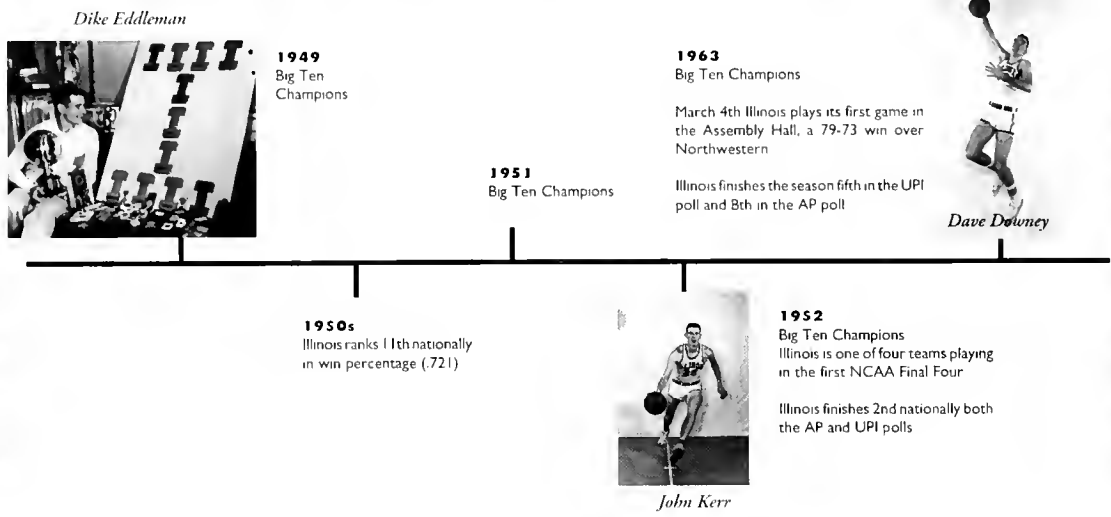 Dike Eddleman
1949
Big Ten
Champions
1951
Big Ten Champions
1963
Big Ten Champions
March 4th Illinois plays its first game in
the Assembly Hall, a 79-73 win over
Northwestern
Illinois finishes the season fifth in the UPI
poll and 8th in the AP poll
Dave Downey
1950s
Illinois ranks 11th nationally
in win percentage (.721)
John Kerr
1952
Big Ten Champions
Illinois is one of four teams playing
in the first NCAA Final Four
Illinois finishes 2nd nationally both
the AP and UPI polls